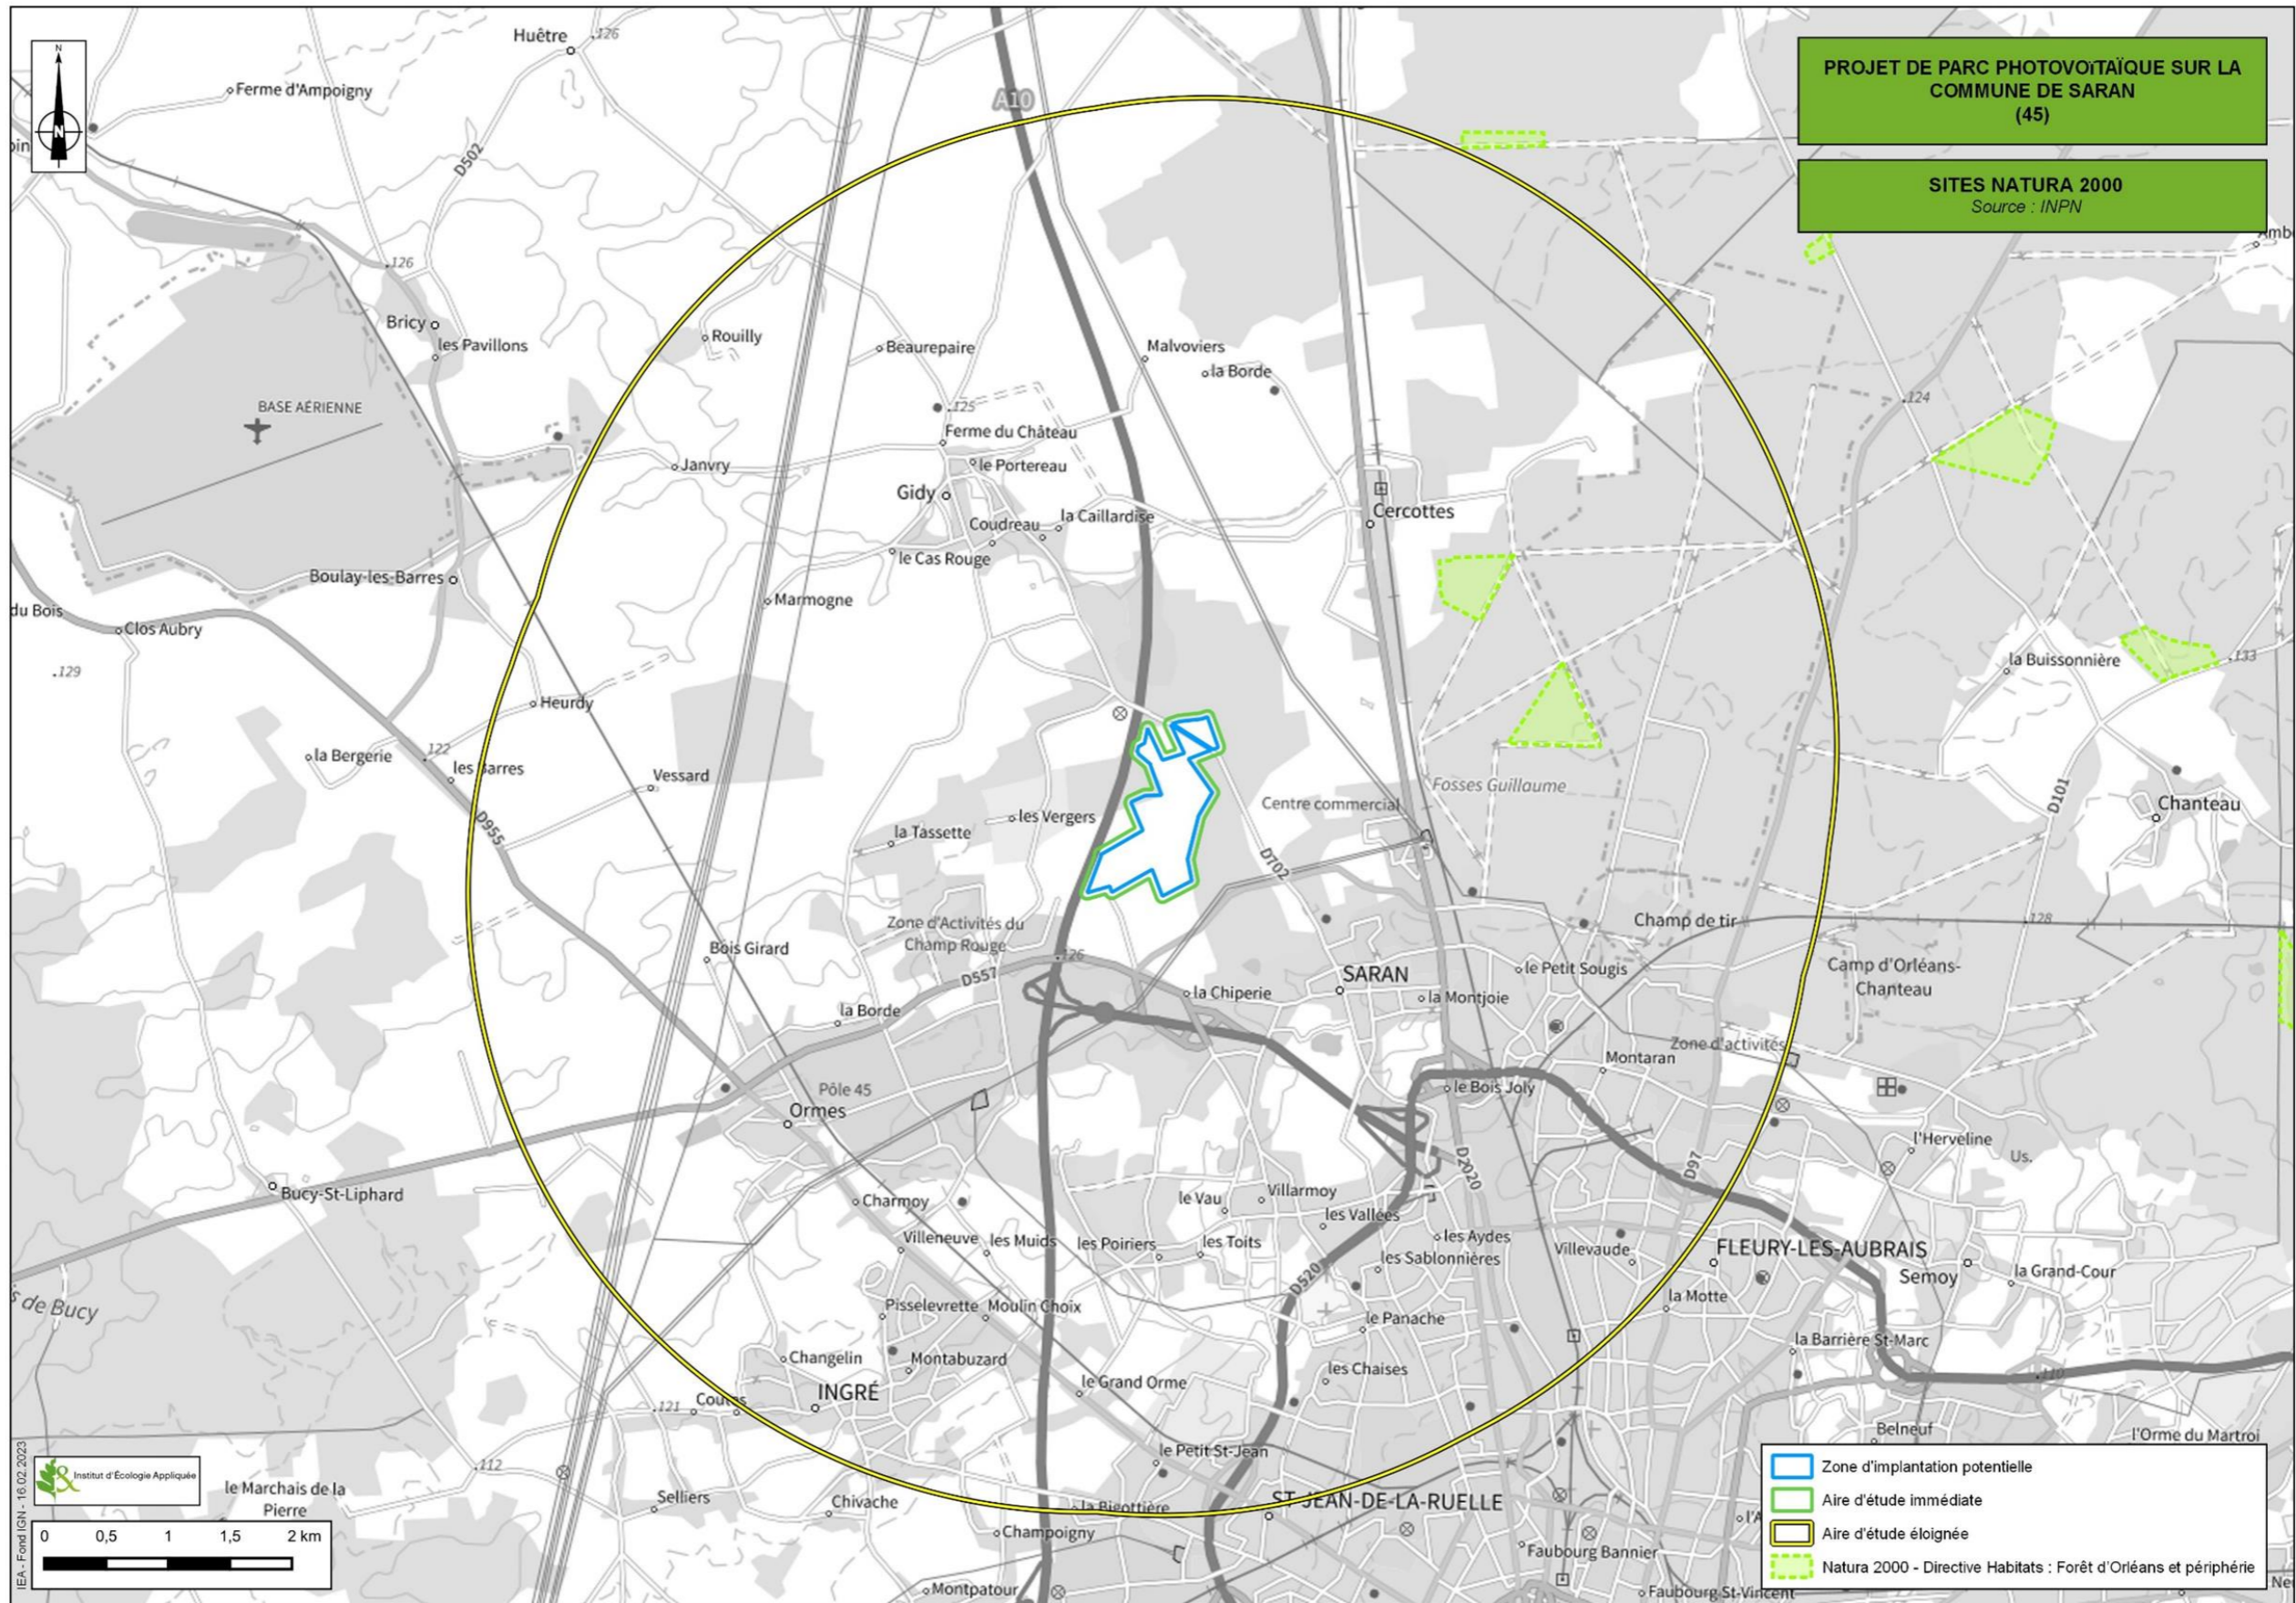 Huêtre
126
Ferme d'Ampoigny
N
N
A10
PROJET DE PARC PHOTOVOïTAÏQUE SUR LA
COMMUNE DE SARAN
(45)
SITES NATURA 2000
Source : INPN
D502
126
Bricy
les Pavillons
Rouilly
Beaurepaire
Malvoviers
la Borde
BASE AÉRIENNE
125
124
Ferme du Château
Janvry
le Portereau
Gidy
Coudreau
la Caillardise
Cercottes
le Cas Rouge
Boulay-les-Barres
Marmogne
du Bois
Clos Aubry
129
la Buissonnière
133
Heurdy
la Bergerie
122
les Barres
Vessard
Fosses Guillaume
Centre commercial
D101
Chanteau
D955
la Tassette
les Vergers
D702
Zone d'Activités du
Champ Rouge
Champ de tir
128
Bois Girard
126
D557
SARAN
le Petit Sougis
Camp d'Orléans-
Chanteau
la Chiperie
la Montjoie
la Borde
Zone d'activités
Montaran
Pôle 45
Ormes
le Bois Joly
l'Herveline
Us.
D2020
D97
Bucy-St-Liphard
Charmoy
le Vau
Villarmoy
les Vallées
Villeneuve
les Muids
les Poiriers
les Toits
les Aydes
les Sablonnières
Villevaude
FLEURY-LES-AUBRAIS
Semoy
la Grand-Cour
D520
s de Bucy
Pisselevrette
Moulin Choix
la Motte
le Panache
la Barrière St-Marc
Changelin
Montabuzard
les Chaises
110
INGRÉ
le Grand Orme
121
Coutes
Belneuf
l'Orme du Martroi
le Petit St-Jean
112
Institut d'Écologie Appliquée
le Marchais de la
Pierre
Selliers
Chivache
la Bigottière
ST-JEAN-DE-LA-RUELLE
Champoigny
Faubourg Bannier
Montpatour
Faubourg St-Vincent
0 0,5 1 1,5 2 km
IEA - Fond IGN - 16.02.2023
Zone d'implantation potentielle
Aire d'étude immédiate
Aire d'étude éloignée
Natura 2000 - Directive Habitats : Forêt d'Orléans et périphérie